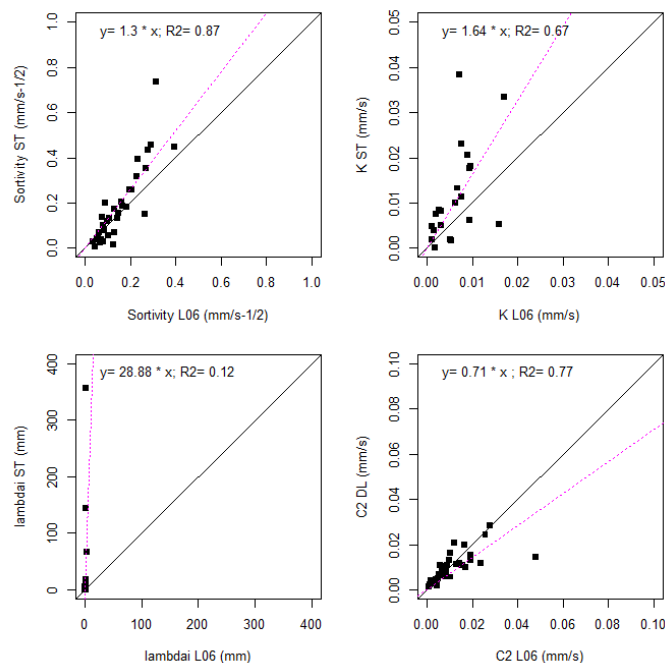 y= 1.3 * x; R2= 0.87
Sortivity ST (mm/s-1/2)
0.0 0.2 0.4 0.6 0.8 1.0
0.0 0.2 0.4 0.6 0.8 1.0
Sortivity L06 (mm/s-1/2)
y= 1.64 * x; R2= 0.67
K ST (mm/s)
0.00 0.01 0.02 0.03 0.04 0.05
0.00 0.01 0.02 0.03 0.04 0.05
K L06 (mm/s)
y= 28.88 * x; R2= 0.12
lambdai ST (mm)
0 100 200 300 400
0 100 200 300 400
lambdai L06 (mm)
y= 0.71 * x ; R2= 0.77
C2 DL (mm/s)
0.00 0.02 0.04 0.06 0.08 0.10
0.00 0.02 0.04 0.06 0.08 0.10
C2 L06 (mm/s)